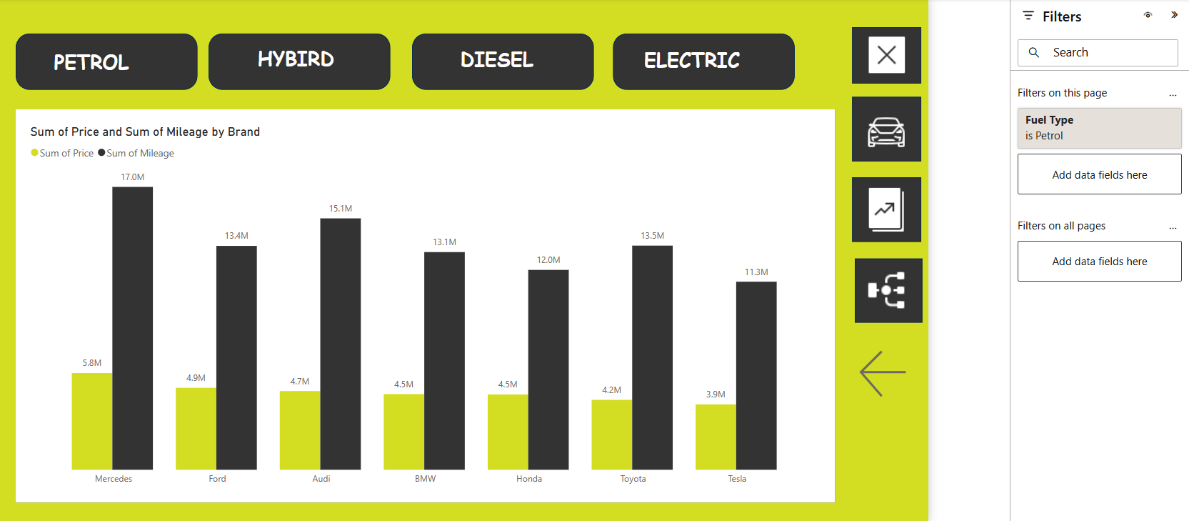 PETROL
HYBIRD
DIESEL
ELECTRIC
Sum of Price and Sum of Mileage by Brand
Sum of Price Sum of Mileage
17.0M
15.1M
13.4M
13.5M
13.1M
12.0M
11.3M
5.8M
4.9M
4.7M
4.5M
4.5M
4.2M
3.9M
Mercedes
Ford
Audi
BMW
Honda
Toyota
Tesla
Filters
Search
Filters on this page
...
Fuel Type
is Petrol
Add data fields here
Filters on all pages
...
Add data fields here